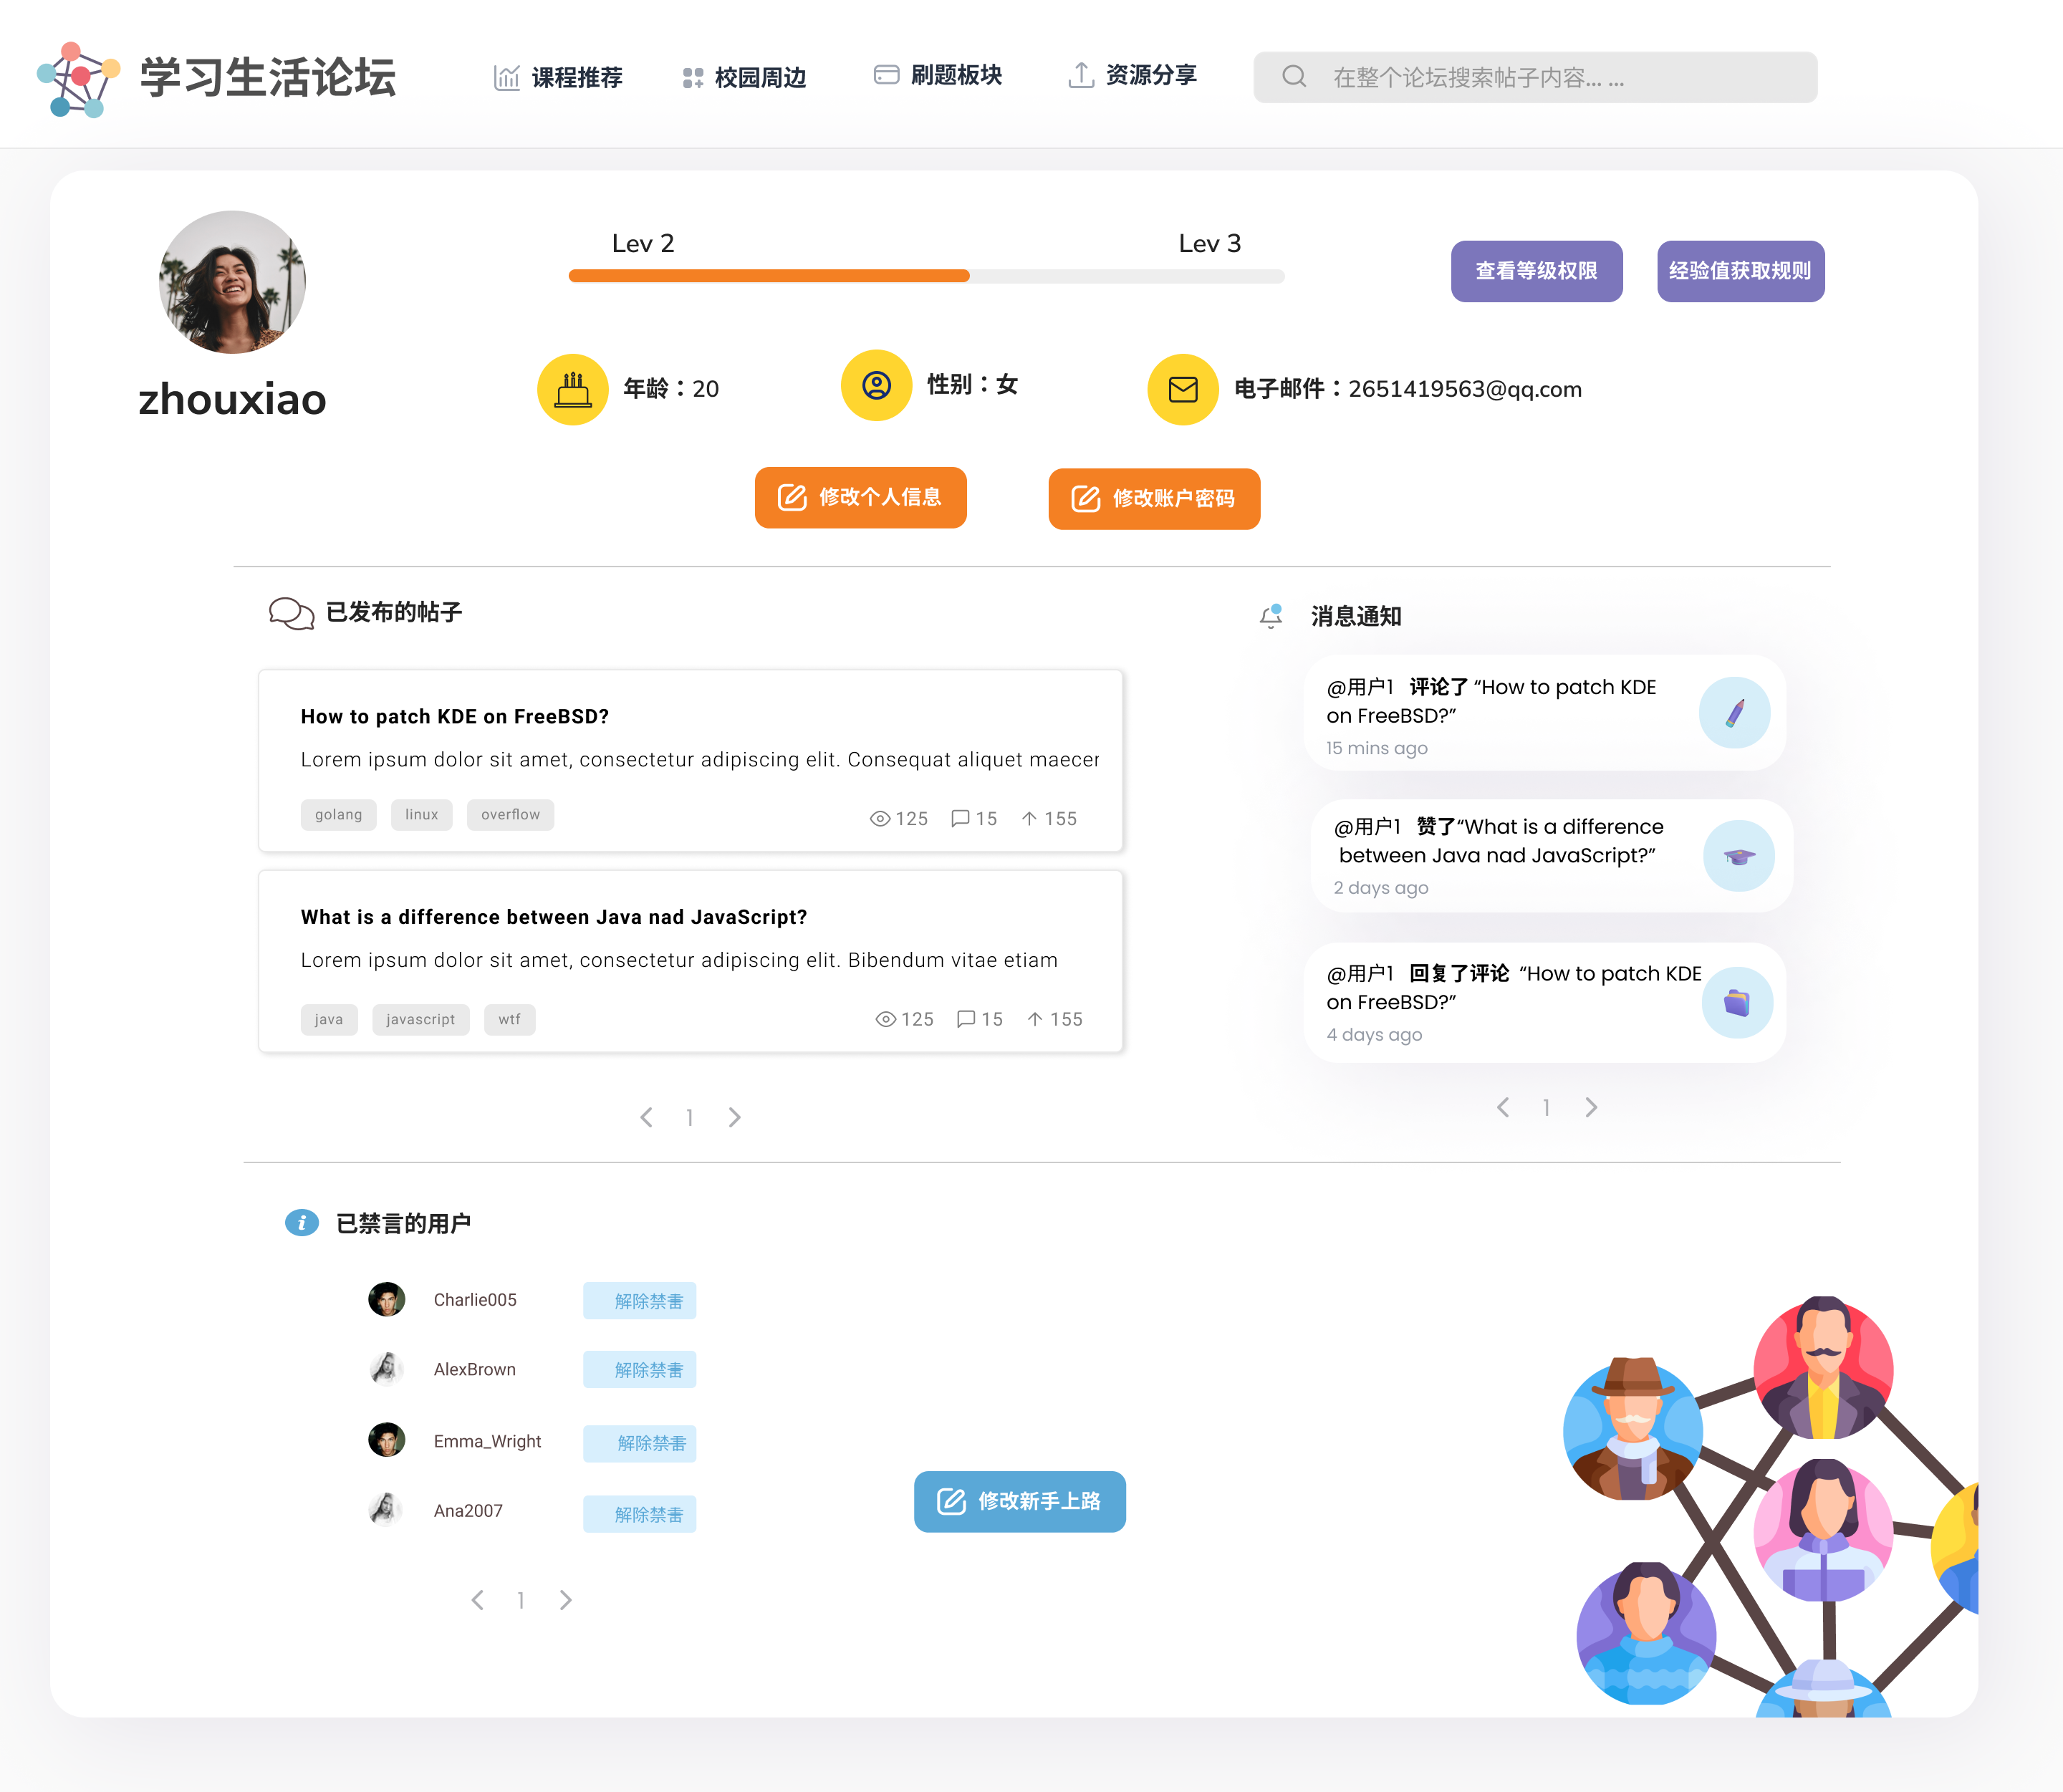 学习生活论坛
课程推荐
校园周边
刷题板块
资源分享
在整个论坛搜索帖子内容... ...
Lev 2
Lev 3
查看等级权限
经验值获取规则
zhouxiao
年龄：20
性别：女
电子邮件：2651419563@qq.com
修改个人信息
修改账户密码
已发布的帖子
How to patch KDE on FreeBSD?
Lorem ipsum dolor sit amet, consectetur adipiscing elit. Consequat aliquet maecen
golang
linux
overflow
125
15
155
What is a difference between Java nad JavaScript?
Lorem ipsum dolor sit amet, consectetur adipiscing elit. Bibendum vitae etiam
java
javascript
wtf
125
15
155
1
消息通知
@用户1 评论了 “How to patch KDE
on FreeBSD?”
15 mins ago
@用户1 赞了“What is a difference
between Java nad JavaScript?”
2 days ago
@用户1 回复了评论 “How to patch KDE
on FreeBSD?”
4 days ago
1
已禁言的用户
Charlie005
解除禁言
AlexBrown
解除禁言
Emma_Wright
解除禁言
Ana2007
解除禁言
修改新手上路
1